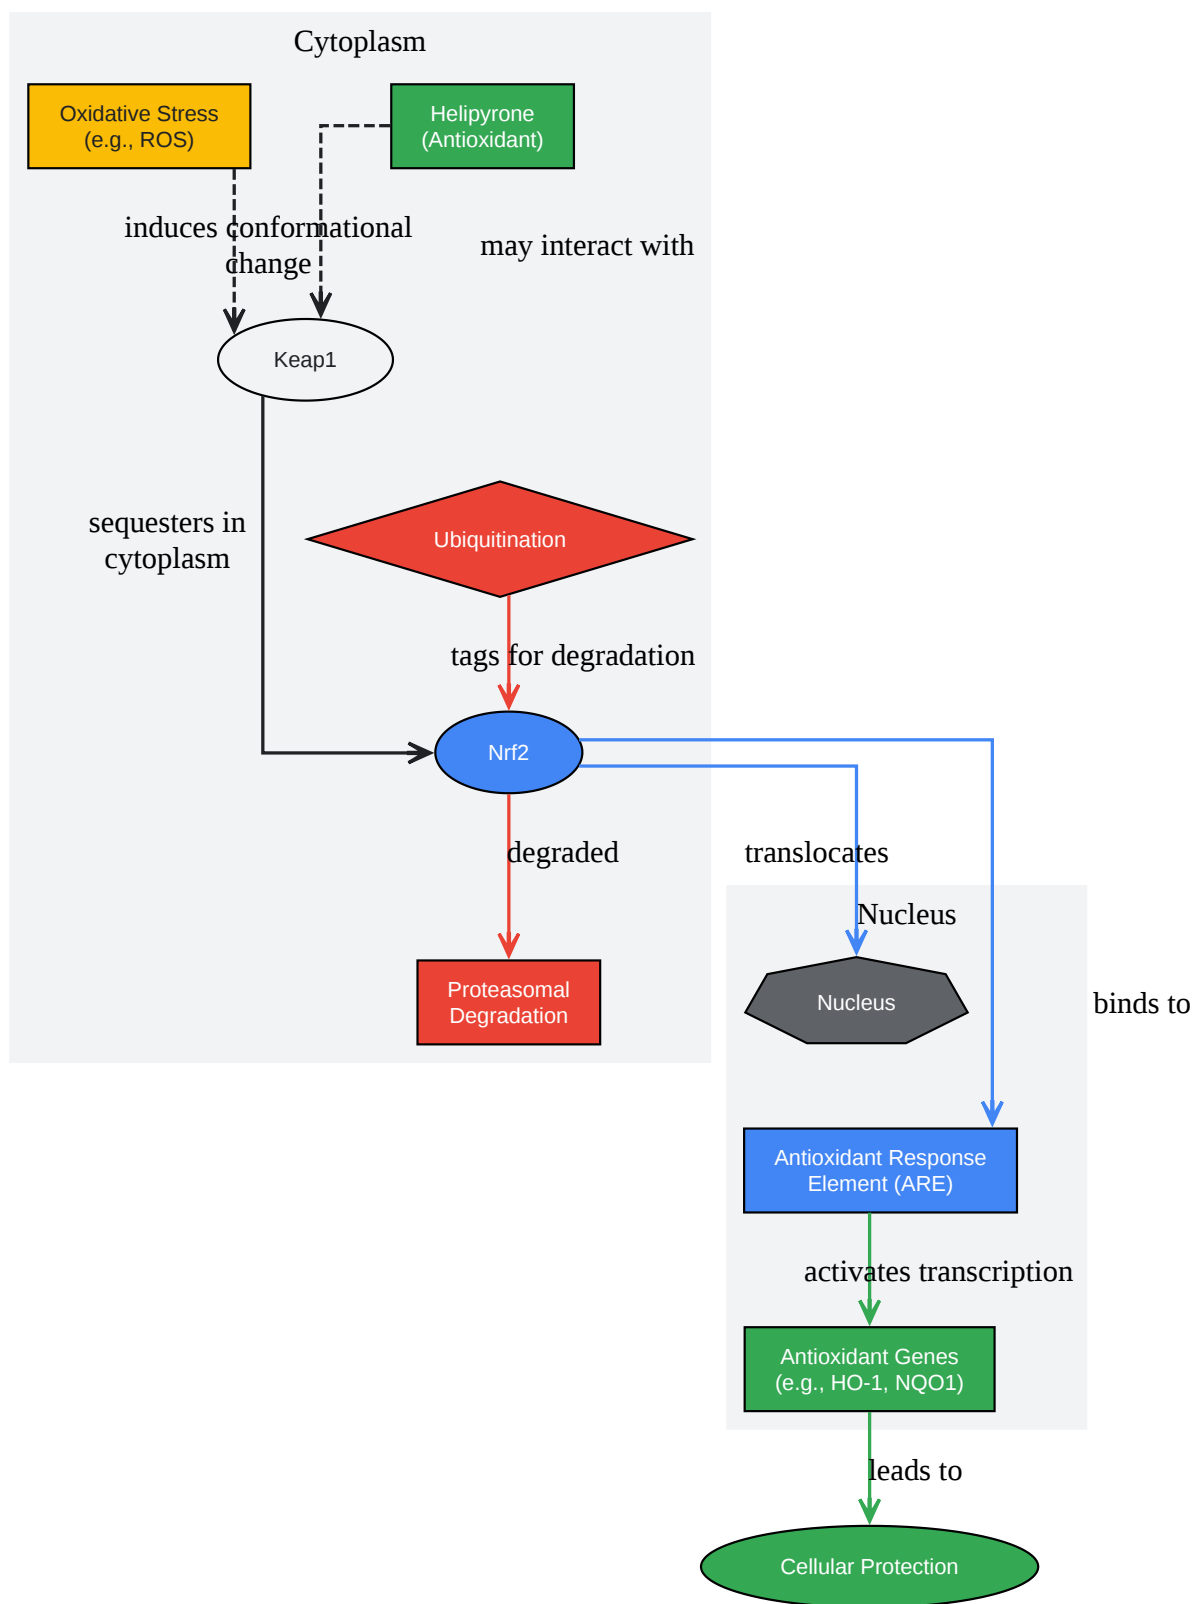 Cytoplasm
Oxidative Stress
(e.g., ROS)
Helipyrone
(Antioxidant)
induces conformational
change
may interact with
Keap1
sequesters in
cytoplasm
Ubiquitination
tags for degradation
Nrf2
degraded
translocates
Nucleus
Proteasomal
Degradation
Nucleus
binds to
Antioxidant Response
Element (ARE)
activates transcription
Antioxidant Genes
(e.g., HO-1, NQO1)
leads to
Cellular Protection